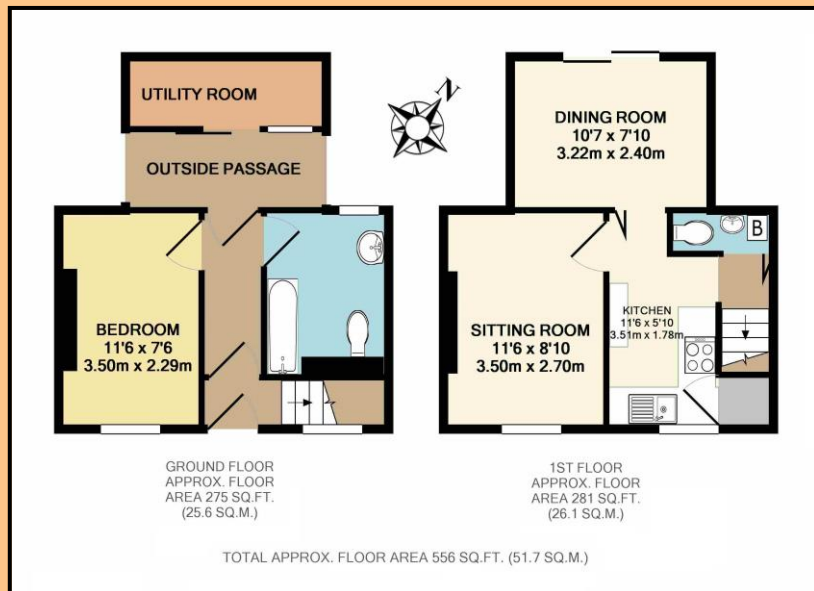 UTILITY ROOM
OUTSIDE PASSAGE
BEDROOM
11'6 x 7'6
3.50m x 2.29m
GROUND FLOOR
APPROX. FLOOR
AREA 275 SQ.FT.
(25.6 SQ.M.)
N
DINING ROOM
10'7 x 7'10
3.22m x 2.40m
B
SITTING ROOM
11'6 x 8'10
3.50m x 2.70m
KITCHEN
11'6 x 5'10
3.51m x 1.78m
1ST FLOOR
APPROX. FLOOR
AREA 281 SQ.FT.
(26.1 SQ.M.)
TOTAL APPROX. FLOOR AREA 556 SQ.FT. (51.7 SQ.M.)